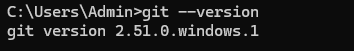 C:\Users\Admin>git --version
git version 2.51.0.windows.1